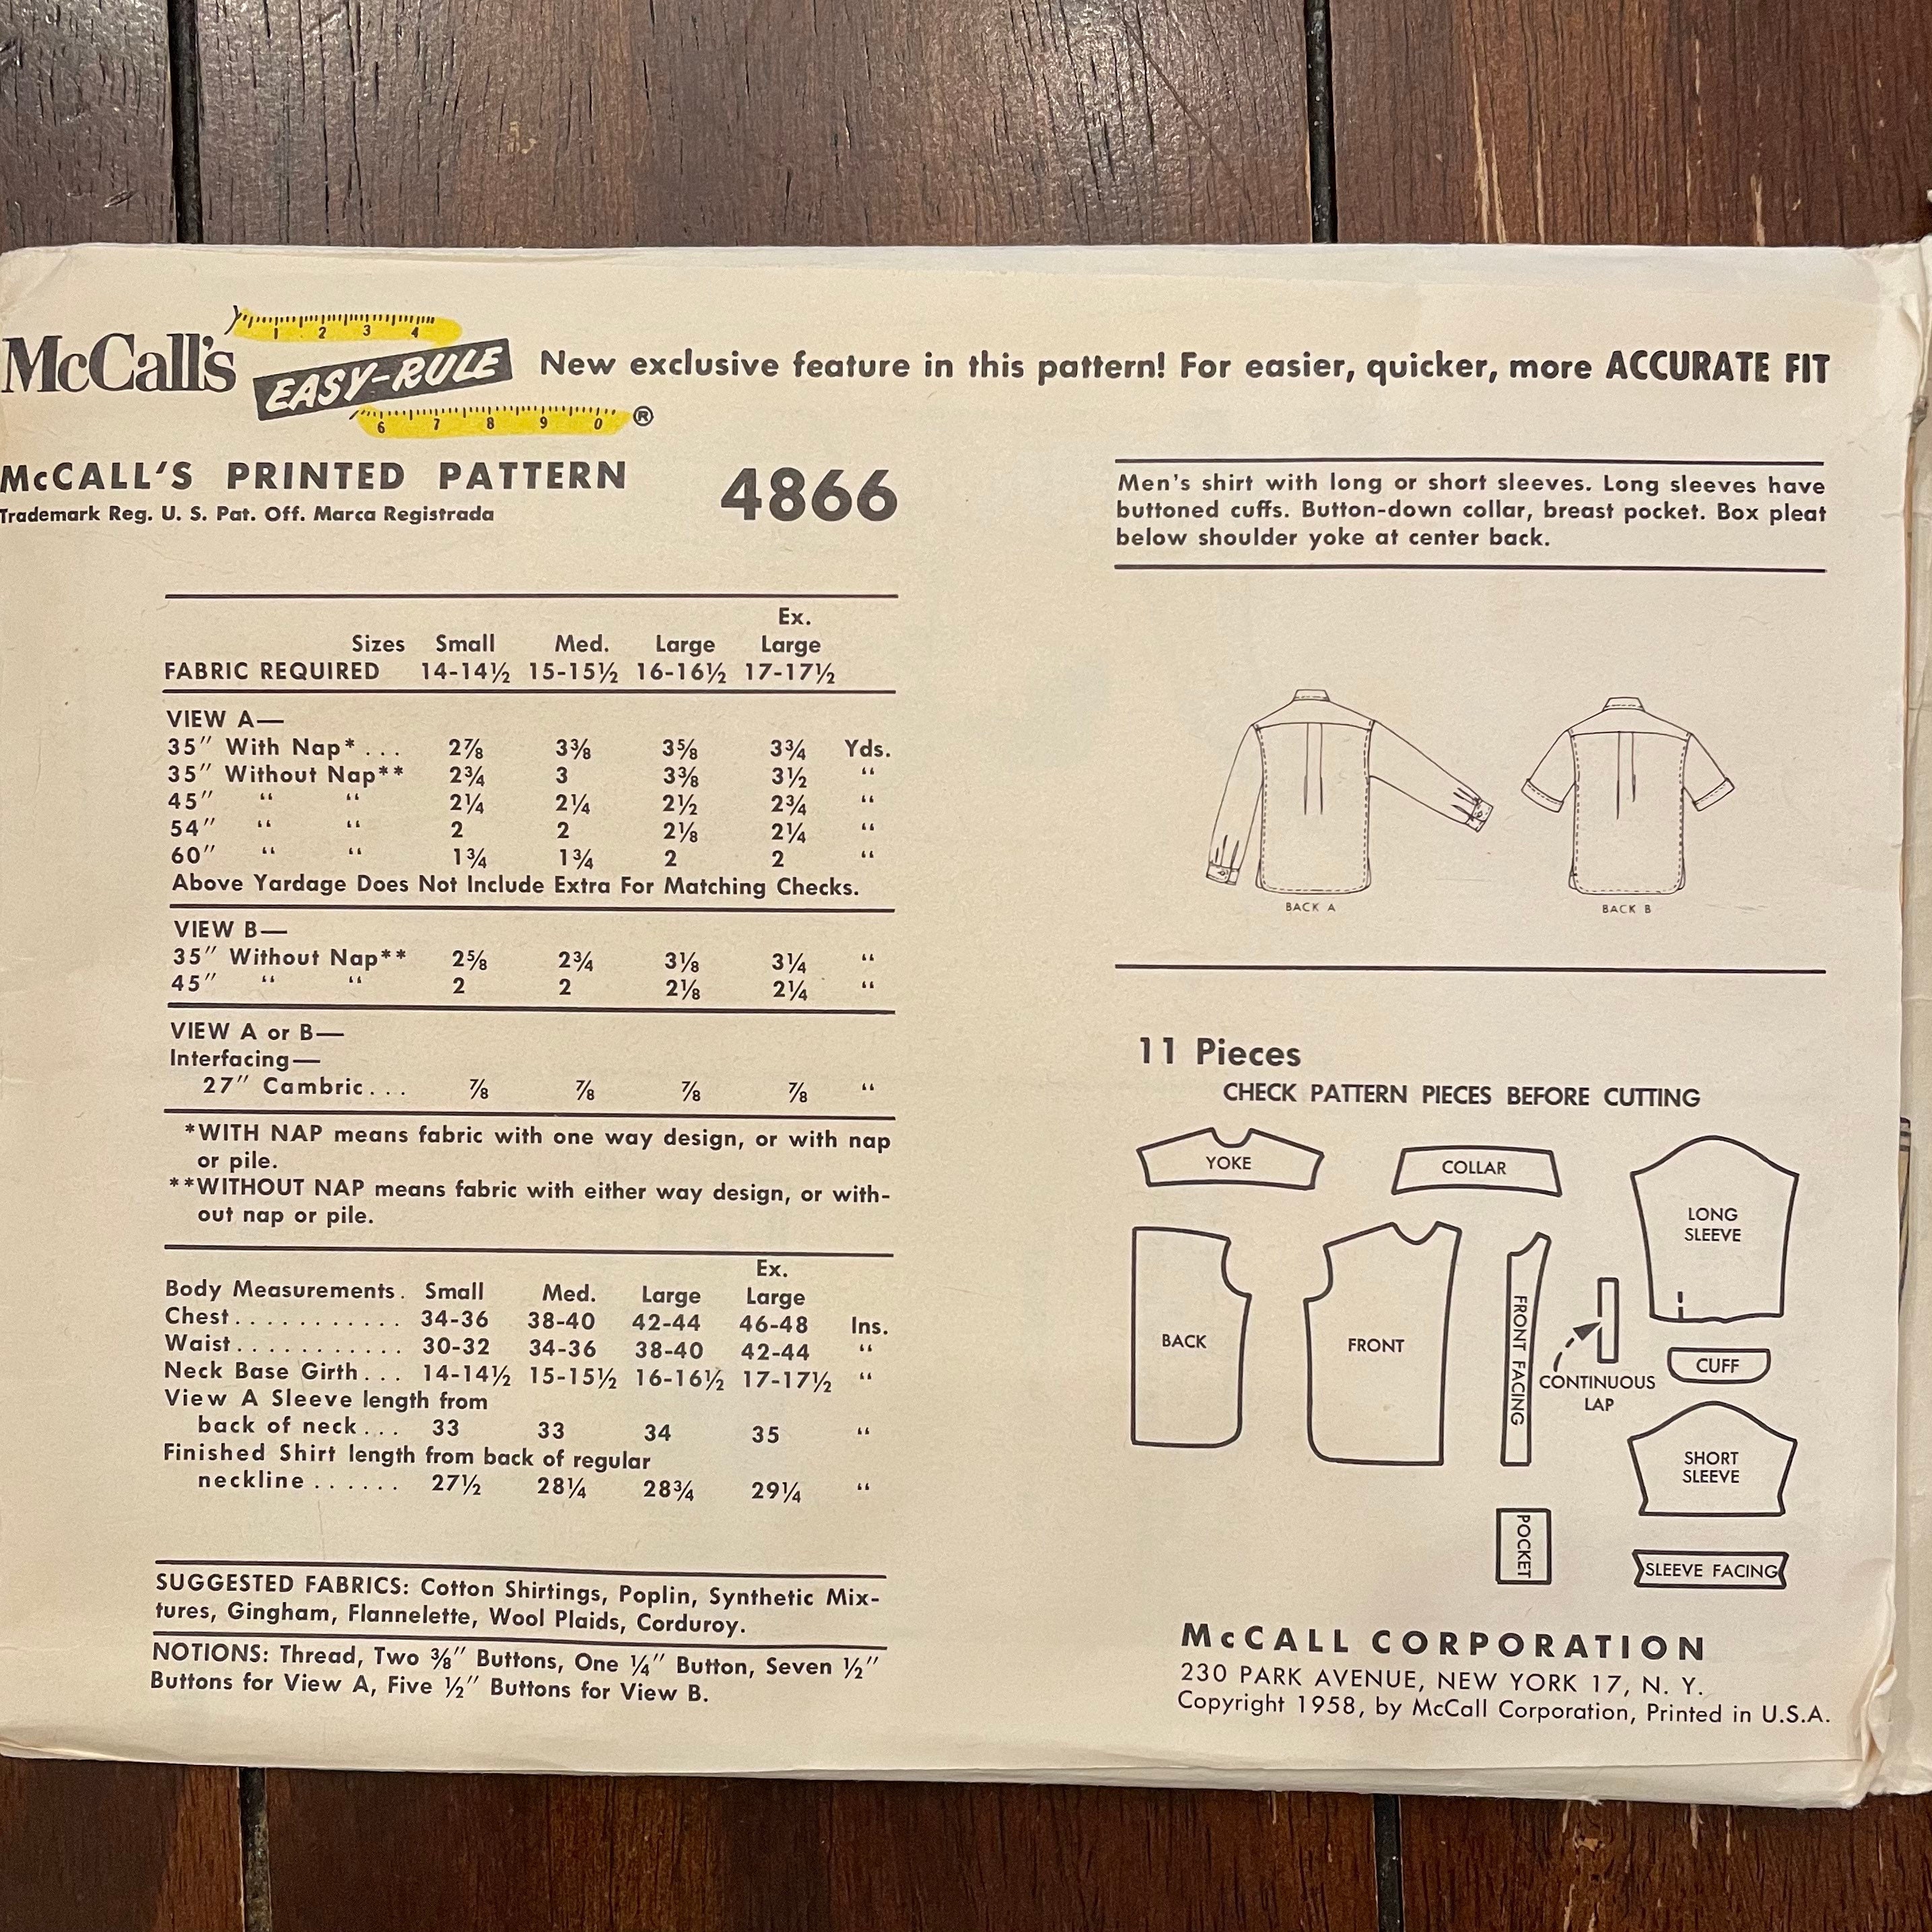 McCall's
1 2 3 4
EASY-RULE
6 7 8 9 0 ®
New exclusive feature in this pattern! For easier, quicker, more ACCURATE FIT
McCALL'S PRINTED PATTERN 4866
Trademark Reg. U. S. Pat. Off. Marca Registrada
Men's shirt with long or short sleeves. Long sleeves have
buttoned cuffs. Button-down collar, breast pocket. Box pleat
below shoulder yoke at center back.
Ex.
Sizes Small Med. Large Large
FABRIC REQUIRED 14-14½ 15-15½ 16-16½ 17-17½
VIEW A—
35″ With Nap* . . . 2⅞ 3⅜ 3⅝ 3¾ Yds.
35″ Without Nap** 2¾ 3 3⅜ 3½ “
45″ “ “ 2¼ 2¼ 2½ 2¾ “
54″ “ “ 2 2 2⅛ 2¼ “
60″ “ “ 1¾ 1¾ 2 2 “
Above Yardage Does Not Include Extra For Matching Checks.
VIEW B—
35″ Without Nap** 2⅝ 2¾ 3⅛ 3¼ “
45″ “ “ 2 2 2⅛ 2¼ “
VIEW A or B—
Interfacing—
27″ Cambric . . . ⅞ ⅞ ⅞ ⅞ “
*WITH NAP means fabric with one way design, or with nap
or pile.
**WITHOUT NAP means fabric with either way design, or with-
out nap or pile.
Ex.
Body Measurements . Small Med. Large Large
Chest . . . . . . . . . . . 34-36 38-40 42-44 46-48 Ins.
Waist . . . . . . . . . . . 30-32 34-36 38-40 42-44 “
Neck Base Girth . . . 14-14½ 15-15½ 16-16½ 17-17½ “
View A Sleeve length from
back of neck . . . 33 33 34 35 “
Finished Shirt length from back of regular
neckline . . . . . . 27½ 28¼ 28¾ 29¼ “
SUGGESTED FABRICS: Cotton Shirtings, Poplin, Synthetic Mix-
tures, Gingham, Flannelette, Wool Plaids, Corduroy.
NOTIONS: Thread, Two ⅜″ Buttons, One ¼″ Button, Seven ½″
Buttons for View A, Five ½″ Buttons for View B.
BACK A
BACK B
11 Pieces
CHECK PATTERN PIECES BEFORE CUTTING
YOKE
COLLAR
LONG
SLEEVE
BACK
FRONT
FRONT FACING
CONTINUOUS
LAP
CUFF
SHORT
SLEEVE
POCKET
SLEEVE FACING
McCALL CORPORATION
230 PARK AVENUE, NEW YORK 17, N. Y.
Copyright 1958, by McCall Corporation, Printed in U.S.A.